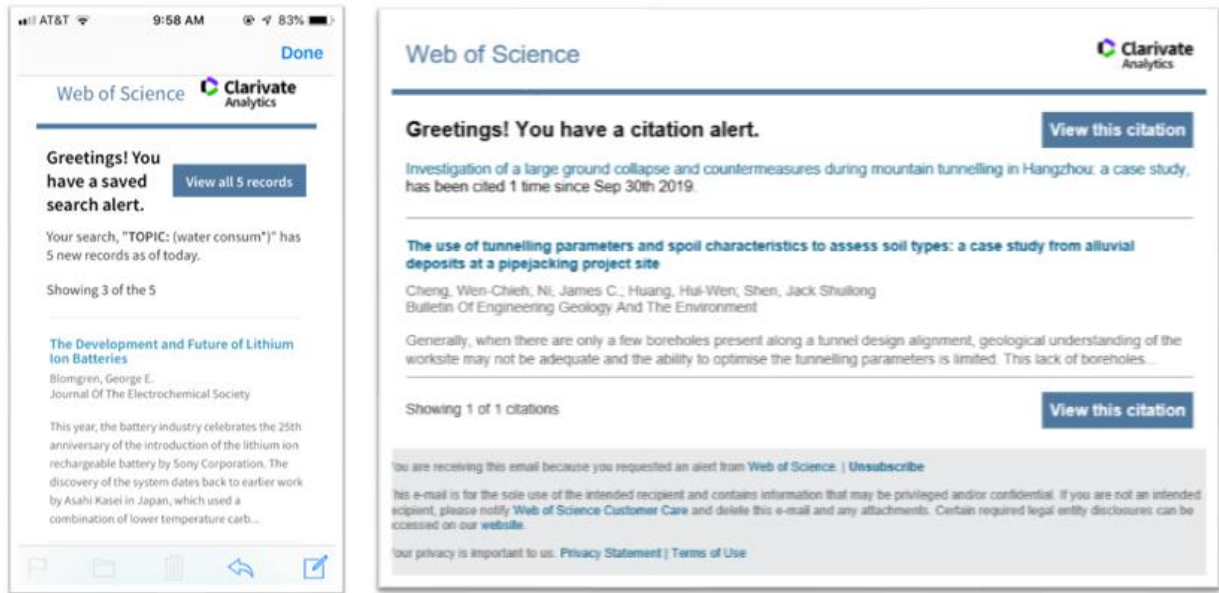 AT&T 9:58 AM 83%
Done
Web of Science Clarivate
Analytics
Greetings! You
have a saved
search alert.
View all 5 records
Your search, "TOPIC: (water consum*)" has
5 new records as of today.
Showing 3 of the 5
The Development and Future of Lithium
Ion Batteries
Blomgren, George E.
Journal Of The Electrochemical Society
This year, the battery industry celebrates the 25th
anniversary of the introduction of the lithium ion
rechargeable battery by Sony Corporation. The
discovery of the system dates back to earlier work
by Asahi Kasei in Japan, which used a
combination of lower temperature carb...
Web of Science Clarivate
Analytics
Greetings! You have a citation alert.
View this citation
Investigation of a large ground collapse and countermeasures during mountain tunnelling in Hangzhou: a case study,
has been cited 1 time since Sep 30th 2019.
The use of tunnelling parameters and spoil characteristics to assess soil types: a case study from alluvial
deposits at a pipejacking project site
Cheng, Wen-Chieh; Ni, James C.; Huang, Hui-Wen; Shen, Jack Shuilong
Bulletin Of Engineering Geology And The Environment
Generally, when there are only a few boreholes present along a tunnel design alignment, geological understanding of the
worksite may not be adequate and the ability to optimise the tunnelling parameters is limited. This lack of boreholes...
Showing 1 of 1 citations
View this citation
ou are receiving this email because you requested an alert from Web of Science. | Unsubscribe
his e-mail is for the sole use of the intended recipient and contains information that may be privileged and/or confidential. If you are not an intended
ecipient, please notify Web of Science Customer Care and delete this e-mail and any attachments. Certain required legal entity disclosures can be
ccessed on our website.
our privacy is important to us. Privacy Statement | Terms of Use